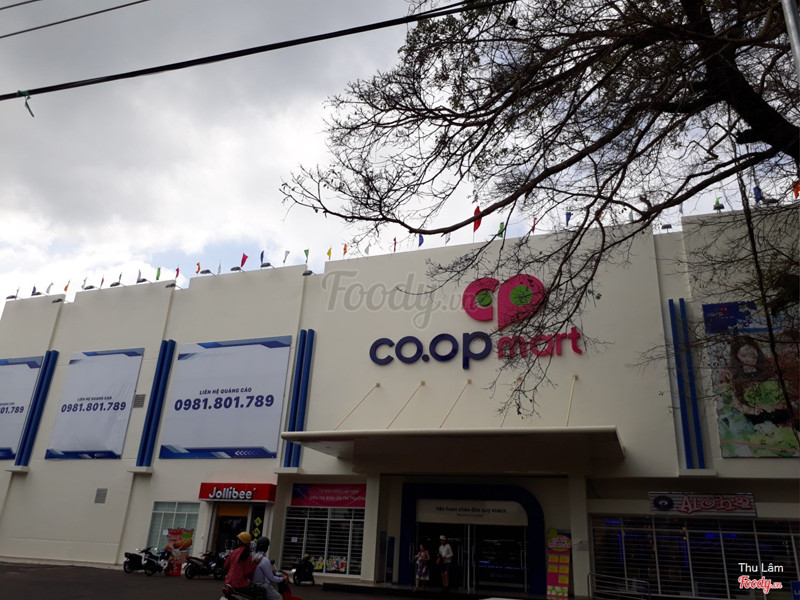 Foody.vn
co.op mart
LIÊN HỆ QUẢNG CÁO
0981.801.789
0981.801.789
LIÊN HỆ QUẢNG CÁO
0981.801.789
Jollibee
Aloha
Thu Lâm
Foody.vn